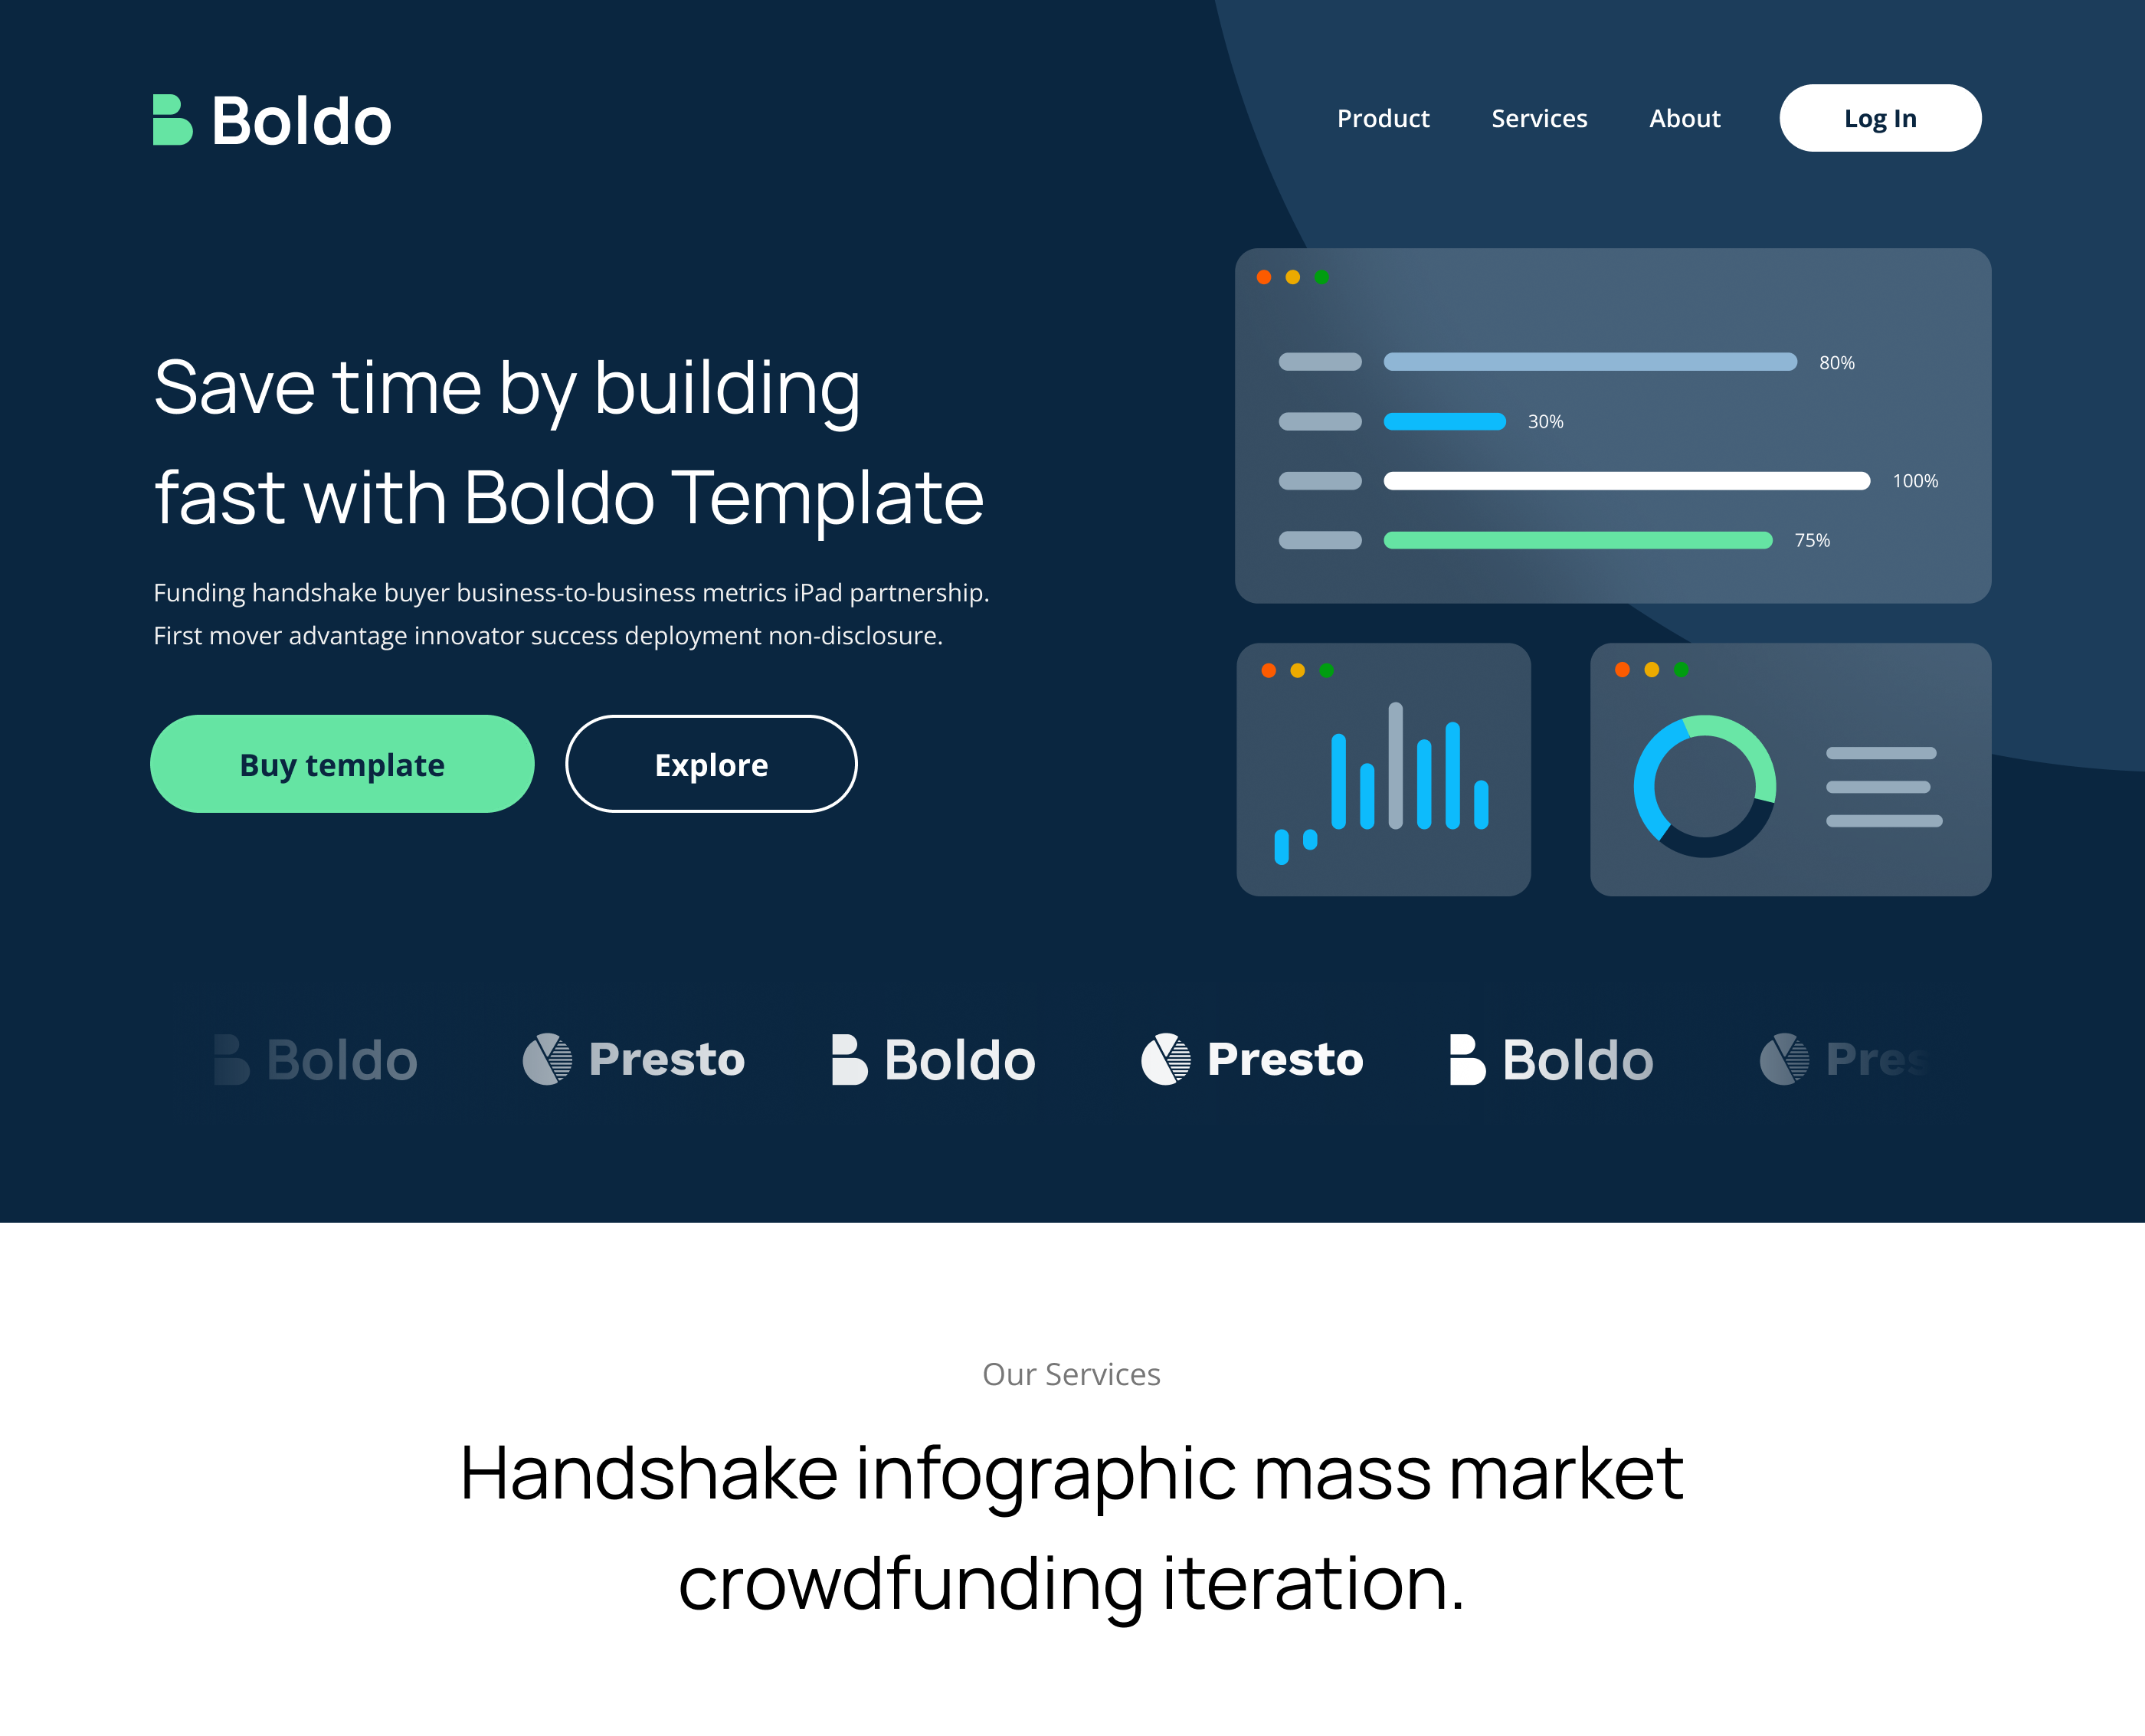 Boldo
Product Services About Log In
Save time by building
fast with Boldo Template
Funding handshake buyer business-to-business metrics iPad partnership.
First mover advantage innovator success deployment non-disclosure.
Buy template Explore
80%
30%
100%
75%
Boldo Presto Boldo Presto Boldo Pres
Our Services
Handshake infographic mass market
crowdfunding iteration.